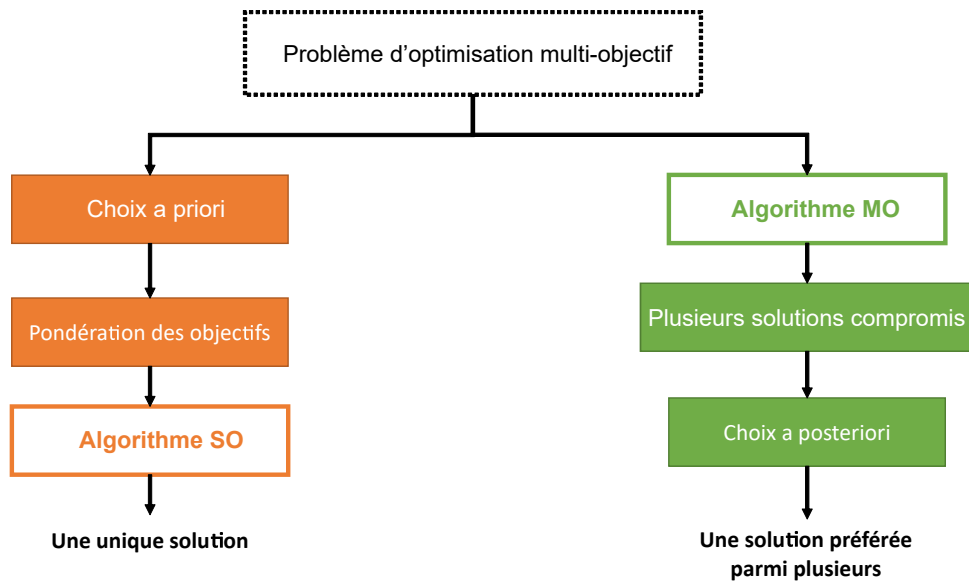 Problème d’optimisation multi-objectif
Choix a priori
Pondération des objectifs
Algorithme SO
Une unique solution
Algorithme MO
Plusieurs solutions compromis
Choix a posteriori
Une solution préférée
parmi plusieurs